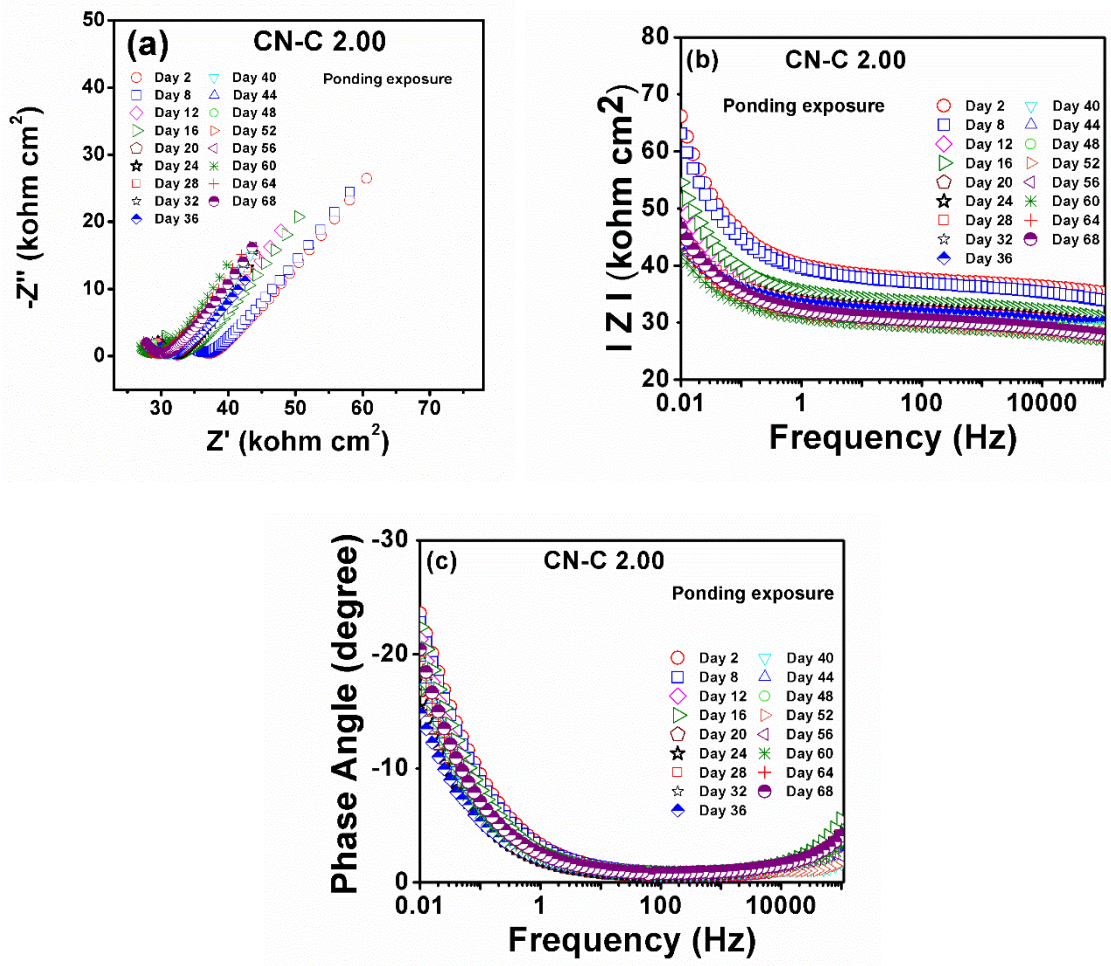 (a)
CN-C 2.00
Ponding exposure
Day 2 Day 40
Day 8 Day 44
Day 12 Day 48
Day 16 Day 52
Day 20 Day 56
Day 24 Day 60
Day 28 Day 64
Day 32 Day 68
Day 36
50
40
30
20
10
0
-Z'' (kohm cm²)
30 40 50 60 70
Z' (kohm cm²)
(b)
CN-C 2.00
Ponding exposure
Day 2 Day 40
Day 8 Day 44
Day 12 Day 48
Day 16 Day 52
Day 20 Day 56
Day 24 Day 60
Day 28 Day 64
Day 32 Day 68
Day 36
80
70
60
50
40
30
20
I Z I (kohm cm²)
0.01 1 100 10000
Frequency (Hz)
(c)
CN-C 2.00
Ponding exposure
Day 2 Day 40
Day 8 Day 44
Day 12 Day 48
Day 16 Day 52
Day 20 Day 56
Day 24 Day 60
Day 28 Day 64
Day 32 Day 68
Day 36
-30
-20
-10
0
Phase Angle (degree)
0.01 1 100 10000
Frequency (Hz)